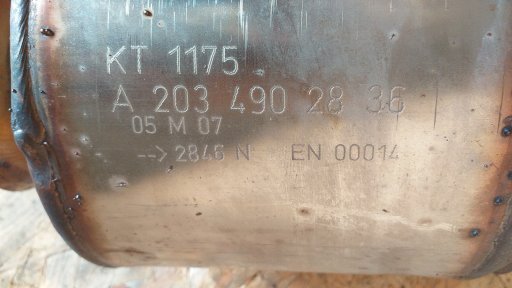 KT 1175
A 203 490 28 36
05 M 07
--> 2846 N EN 00014